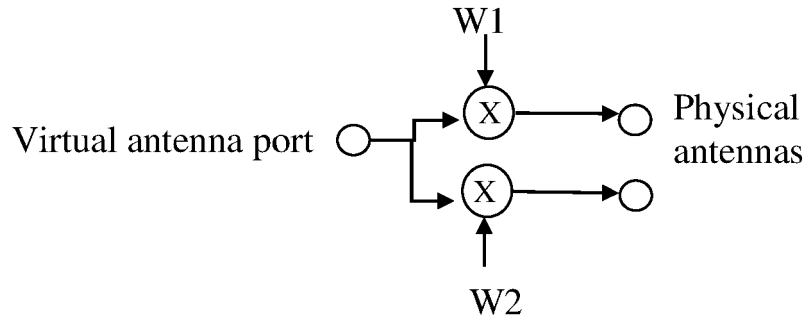 W1
X
Virtual antenna port
Physical
antennas
X
W2